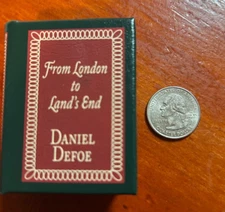 From London
to
Land's End
DANIEL
DEFOE